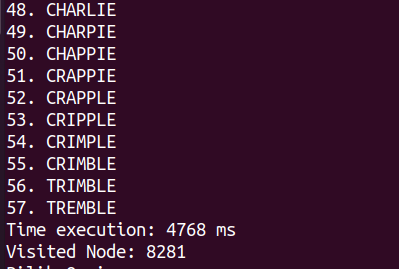 48. CHARLIE
49. CHARPIE
50. CHAPPIE
51. CRAPPIE
52. CRAPPLE
53. CRIPPLE
54. CRIMPLE
55. CRIMBLE
56. TRIMBLE
57. TREMBLE
Time execution: 4768 ms
Visited Node: 8281